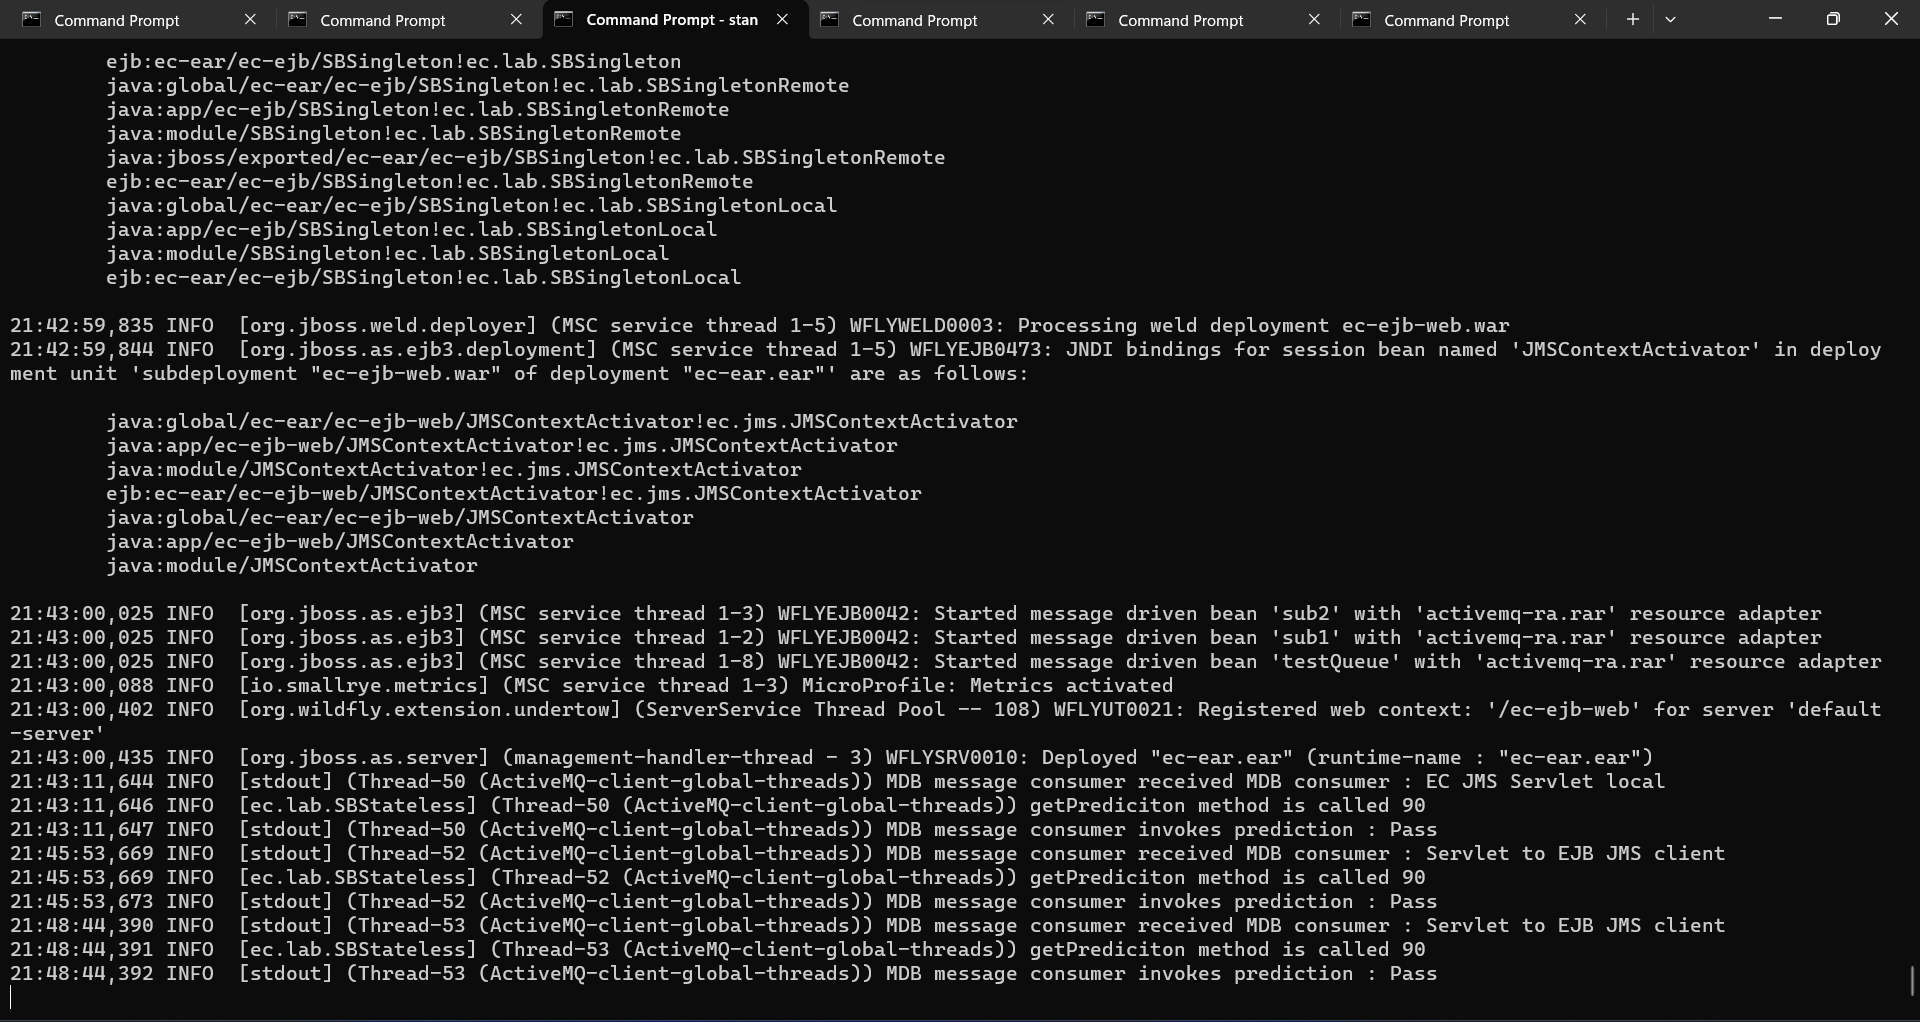 Command Prompt
Command Prompt
Command Prompt - stan
Command Prompt
Command Prompt
Command Prompt
ejb:ec-ear/ec-ejb/SBSingleton!ec.lab.SBSingleton
java:global/ec-ear/ec-ejb/SBSingleton!ec.lab.SBSingletonRemote
java:app/ec-ejb/SBSingleton!ec.lab.SBSingletonRemote
java:module/SBSingleton!ec.lab.SBSingletonRemote
java:jboss/exported/ec-ear/ec-ejb/SBSingleton!ec.lab.SBSingletonRemote
ejb:ec-ear/ec-ejb/SBSingleton!ec.lab.SBSingletonRemote
java:global/ec-ear/ec-ejb/SBSingleton!ec.lab.SBSingletonLocal
java:app/ec-ejb/SBSingleton!ec.lab.SBSingletonLocal
java:module/SBSingleton!ec.lab.SBSingletonLocal
ejb:ec-ear/ec-ejb/SBSingleton!ec.lab.SBSingletonLocal
21:42:59,835 INFO  [org.jboss.weld.deployer] (MSC service thread 1-5) WFLYWELD0003: Processing weld deployment ec-ejb-web.war
21:42:59,844 INFO  [org.jboss.as.ejb3.deployment] (MSC service thread 1-5) WFLYEJB0473: JNDI bindings for session bean named 'JMSContextActivator' in deploy
ment unit 'subdeployment "ec-ejb-web.war" of deployment "ec-ear.ear"' are as follows:
java:global/ec-ear/ec-ejb-web/JMSContextActivator!ec.jms.JMSContextActivator
java:app/ec-ejb-web/JMSContextActivator!ec.jms.JMSContextActivator
java:module/JMSContextActivator!ec.jms.JMSContextActivator
ejb:ec-ear/ec-ejb-web/JMSContextActivator!ec.jms.JMSContextActivator
java:global/ec-ear/ec-ejb-web/JMSContextActivator
java:app/ec-ejb-web/JMSContextActivator
java:module/JMSContextActivator
21:43:00,025 INFO  [org.jboss.as.ejb3] (MSC service thread 1-3) WFLYEJB0042: Started message driven bean 'sub2' with 'activemq-ra.rar' resource adapter
21:43:00,025 INFO  [org.jboss.as.ejb3] (MSC service thread 1-2) WFLYEJB0042: Started message driven bean 'sub1' with 'activemq-ra.rar' resource adapter
21:43:00,025 INFO  [org.jboss.as.ejb3] (MSC service thread 1-8) WFLYEJB0042: Started message driven bean 'testQueue' with 'activemq-ra.rar' resource adapter
21:43:00,088 INFO  [io.smallrye.metrics] (MSC service thread 1-3) MicroProfile: Metrics activated
21:43:00,402 INFO  [org.wildfly.extension.undertow] (ServerService Thread Pool -- 108) WFLYUT0021: Registered web context: '/ec-ejb-web' for server 'default
-server'
21:43:00,435 INFO  [org.jboss.as.server] (management-handler-thread - 3) WFLYSRV0010: Deployed "ec-ear.ear" (runtime-name : "ec-ear.ear")
21:43:11,644 INFO  [stdout] (Thread-50 (ActiveMQ-client-global-threads)) MDB message consumer received MDB consumer : EC JMS Servlet local
21:43:11,646 INFO  [ec.lab.SBStateless] (Thread-50 (ActiveMQ-client-global-threads)) getPrediciton method is called 90
21:43:11,647 INFO  [stdout] (Thread-50 (ActiveMQ-client-global-threads)) MDB message consumer invokes prediction : Pass
21:45:53,669 INFO  [stdout] (Thread-52 (ActiveMQ-client-global-threads)) MDB message consumer received MDB consumer : Servlet to EJB JMS client
21:45:53,669 INFO  [ec.lab.SBStateless] (Thread-52 (ActiveMQ-client-global-threads)) getPrediciton method is called 90
21:45:53,673 INFO  [stdout] (Thread-52 (ActiveMQ-client-global-threads)) MDB message consumer invokes prediction : Pass
21:48:44,390 INFO  [stdout] (Thread-53 (ActiveMQ-client-global-threads)) MDB message consumer received MDB consumer : Servlet to EJB JMS client
21:48:44,391 INFO  [ec.lab.SBStateless] (Thread-53 (ActiveMQ-client-global-threads)) getPrediciton method is called 90
21:48:44,392 INFO  [stdout] (Thread-53 (ActiveMQ-client-global-threads)) MDB message consumer invokes prediction : Pass